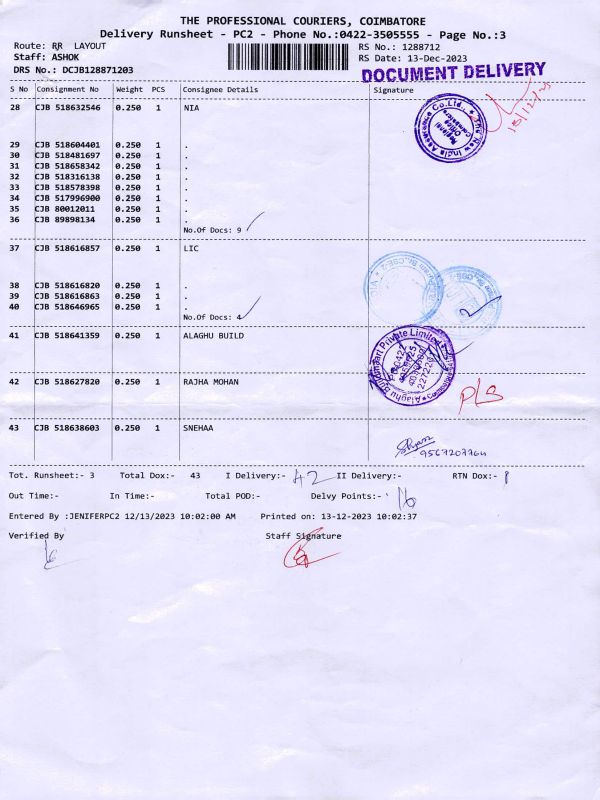 THE PROFESSIONAL COURIERS, COIMBATORE
Delivery Runsheet - PC2 - Phone No.:0422-3505555 - Page No.:3
Route: RR LAYOUT
RS No.: 1288712
Staff: ASHOK
RS Date: 13-Dec-2023
DRS No.: DCJB128871203
DOCUMENT DELIVERY
S No Consignment No Weight PCS Consignee Details Signature
28 CJB 518632546 0.250 1 NIA
29 CJB 518604401 0.250 1 .
30 CJB 518481697 0.250 1 .
31 CJB 518658342 0.250 1 .
32 CJB 518316138 0.250 1 .
33 CJB 518578398 0.250 1 .
34 CJB 517996900 0.250 1 .
35 CJB 80012011 0.250 1 .
36 CJB 89898134 0.250 1 .
No.Of Docs: 9
37 CJB 518616857 0.250 1 LIC
38 CJB 518616820 0.250 1 .
39 CJB 518616863 0.250 1 .
40 CJB 518646965 0.250 1 .
No.Of Docs: 4
41 CJB 518641359 0.250 1 ALAGHU BUILD
42 CJB 518627820 0.250 1 RAJHA MOHAN
43 CJB 518638603 0.250 1 SNEHAA
9567207764
Tot. Runsheet:- 3 Total Dox:- 43 I Delivery:- 42 II Delivery:- RTN Dox:- 1
Out Time:- In Time:- Total POD:- Delvy Points:- 16
Entered By :JENIFERPC2 12/13/2023 10:02:00 AM Printed on: 13-12-2023 10:02:37
Verified By Staff Signature